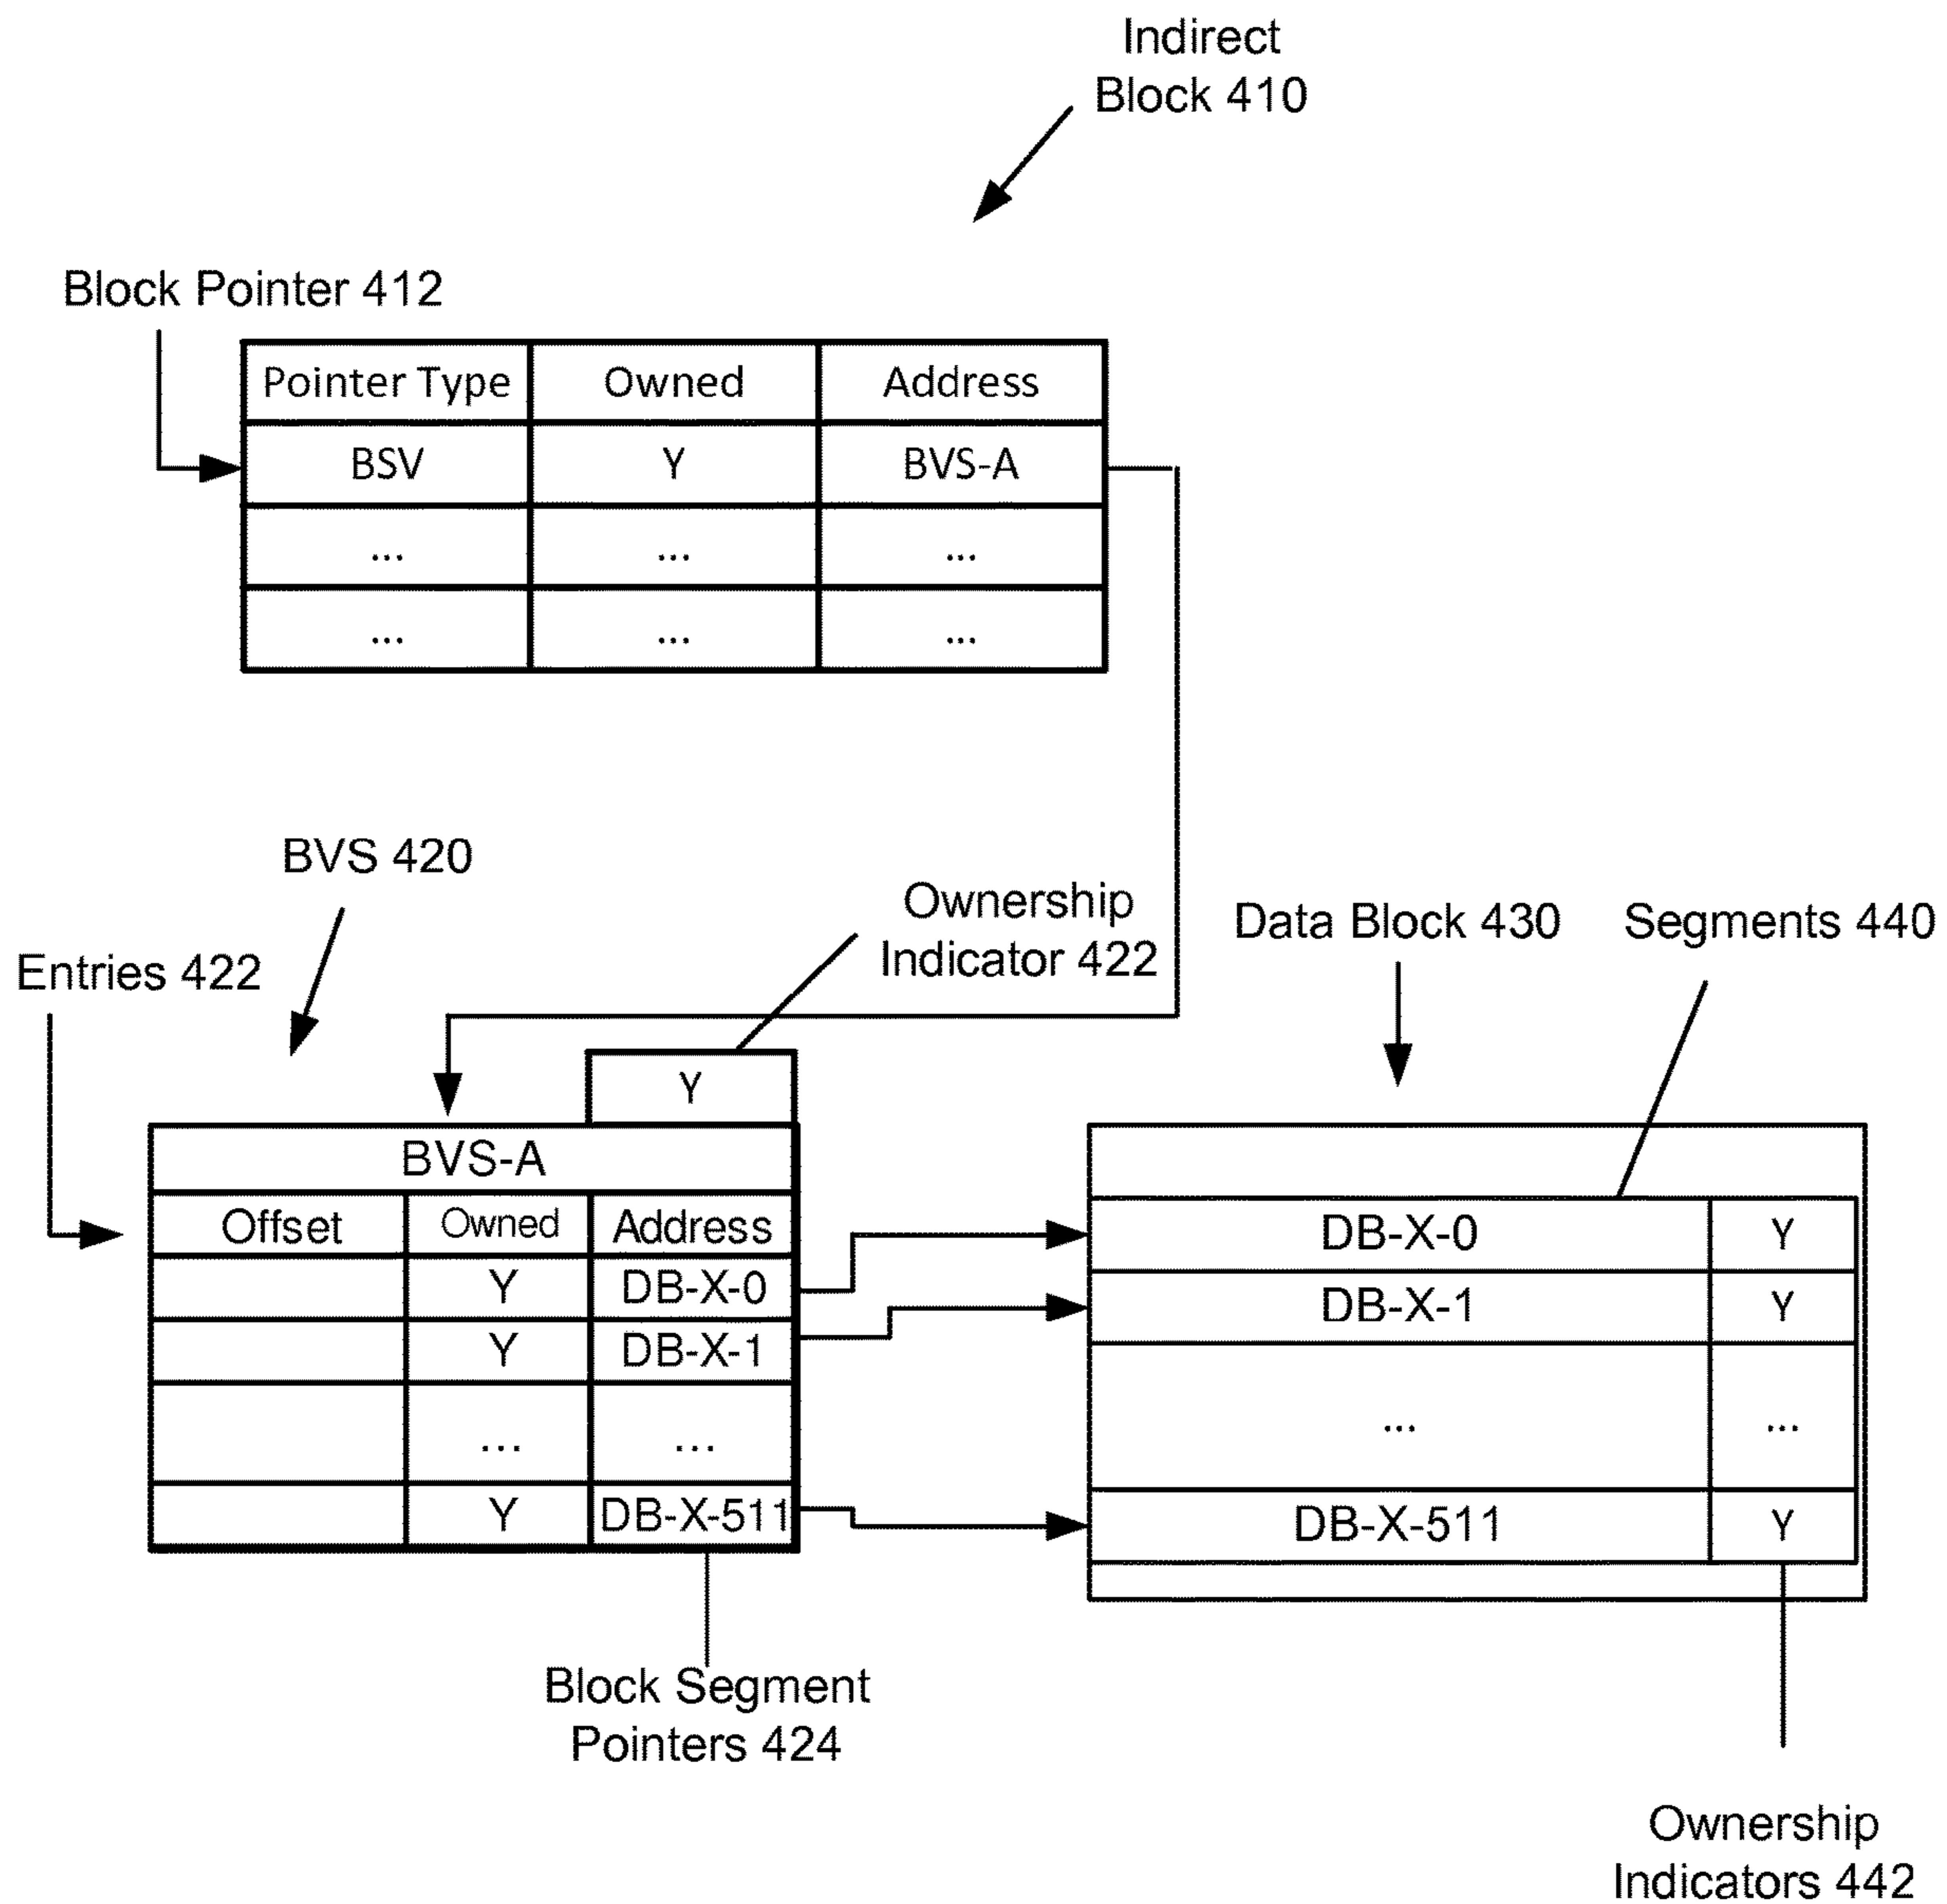 Indirect
Block 410
Block Pointer 412
Pointer Type Owned Address
BSV Y BVS-A
... ... ...
... ... ...
BVS 420
Ownership
Indicator 422
Data Block 430 Segments 440
Entries 422
Y
BVS-A
Offset Owned Address
Y DB-X-0
Y DB-X-1
... ...
Y DB-X-511
DB-X-0 Y
DB-X-1 Y
... ...
DB-X-511 Y
Block Segment
Pointers 424
Ownership
Indicators 442